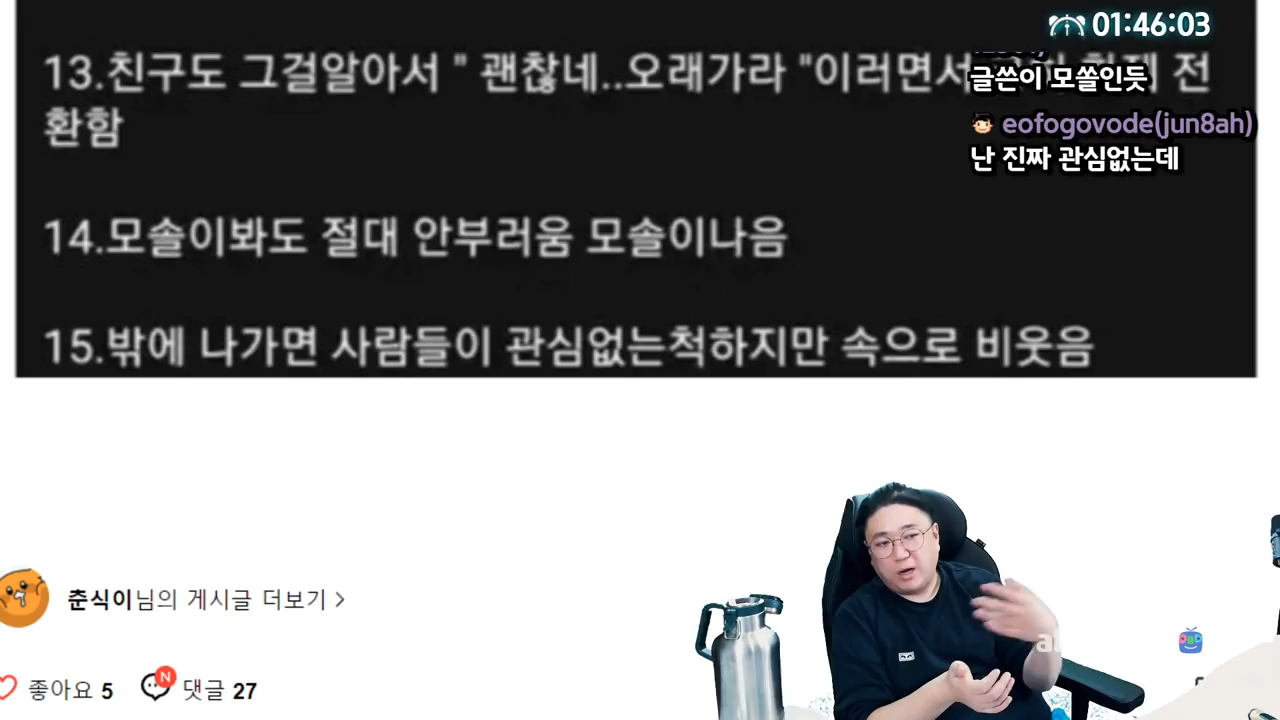 01:46:03
13.친구도 그걸알아서 " 괜찮네..오래가라 "이러면서 전
환함
글쓴이 모쏠인듯
eofogovode(jun8ah)
난 진짜 관심없는데
14.모솔이봐도 절대 안부러움 모솔이나음
15.밖에 나가면 사람들이 관심없는척하지만 속으로 비웃음
춘식이님의 게시글 더보기 >
좋아요 5
N
댓글 27